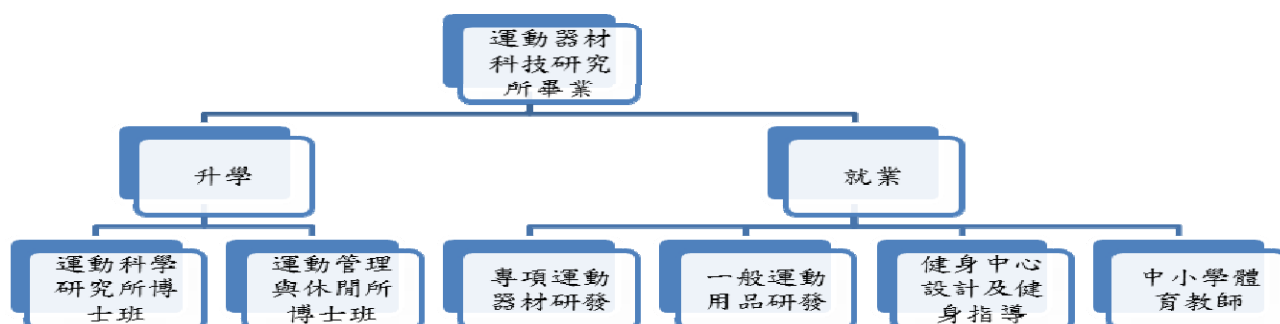 運動器材
科技研究
所畢業
升學
就業
運動科學
研究所博
士班
運動管理
與休閒所
博士班
專項運動
器材研發
一般運動
用品研發
健身中心
設計及健
身指導
中小學體
育教師